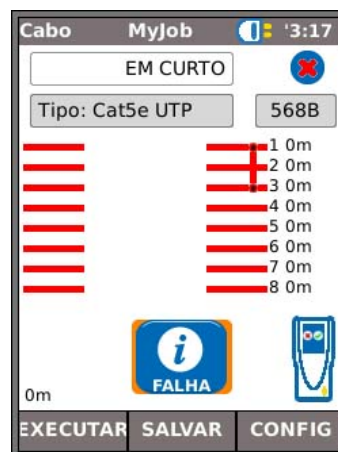 Cabo MyJob '3:17
EM CURTO
Tipo: Cat5e UTP 568B
1 0m
2 0m
3 0m
4 0m
5 0m
6 0m
7 0m
8 0m
i
FALHA
0m
EXECUTAR SALVAR CONFIG